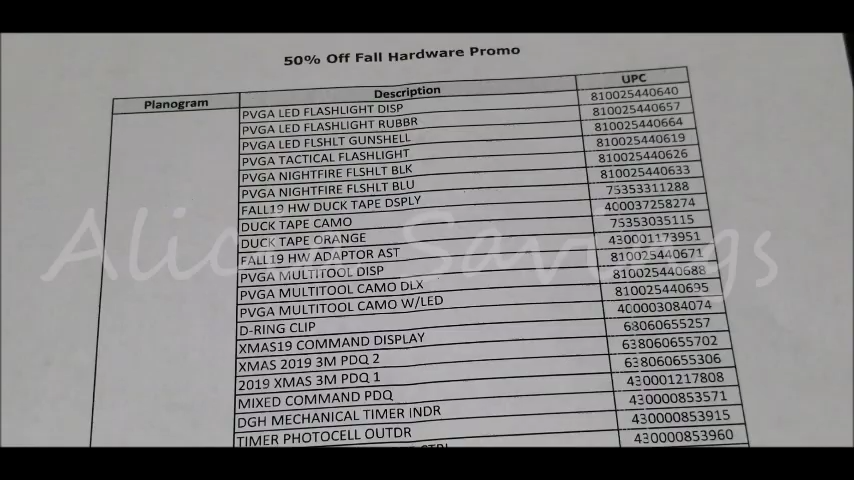 50% Off Fall Hardware Promo
Planogram Description UPC
PVGA LED FLASHLIGHT DISP 810025440640
PVGA LED FLASHLIGHT RUBBR 810025440657
PVGA LED FLSHLT GUNSHELL 810025440664
PVGA TACTICAL FLASHLIGHT 810025440619
PVGA NIGHTFIRE FLSHLT BLK 810025440626
PVGA NIGHTFIRE FLSHLT BLU 810025440633
FALL19 HW DUCK TAPE DSPLY 75353311288
DUCK TAPE CAMO 400037258274
DUCK TAPE ORANGE 75353035115
FALL19 HW ADAPTOR AST 430001173951
PVGA MULTITOOL DISP 810025440671
PVGA MULTITOOL CAMO DLX 810025440688
PVGA MULTITOOL CAMO W/LED 810025440695
D-RING CLIP 400003084074
XMAS19 COMMAND DISPLAY 68060655257
XMAS 2019 3M PDQ 2 638060655702
2019 XMAS 3M PDQ 1 638060655306
MIXED COMMAND PDQ 430001217808
DGH MECHANICAL TIMER INDR 430000853571
TIMER PHOTOCELL OUTDR 430000853915
430000853960
Alicia Savings